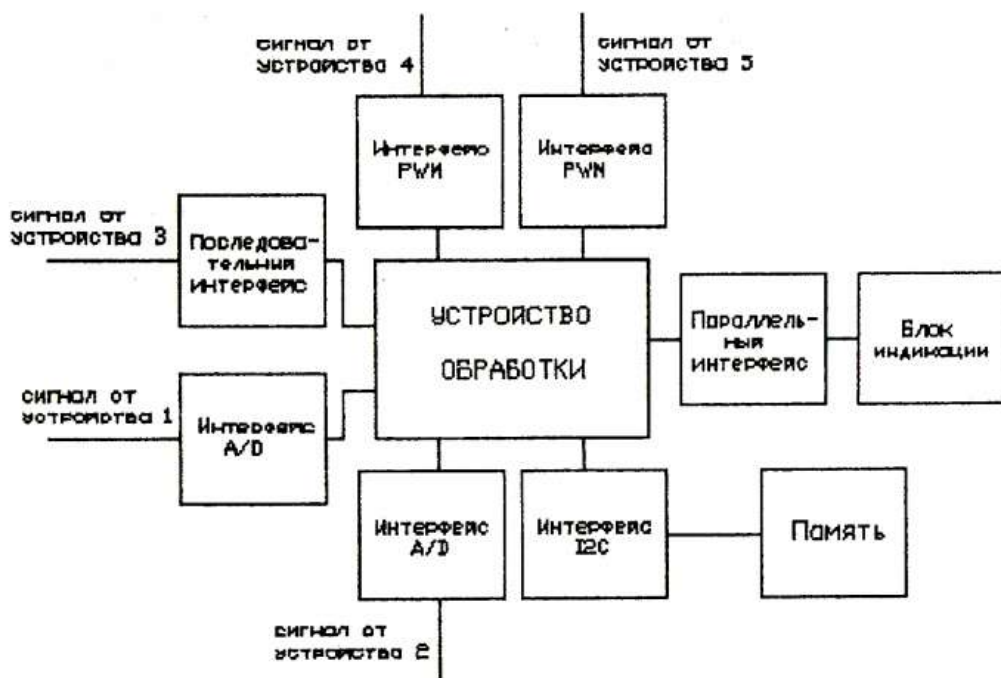 сигнал от
устройства 4
сигнал от
устройства 5
Интерфейс
PWM
Интерфейс
PWM
сигнал от
устройства 3
Последова-
тельный
интерфейс
УСТРОЙСТВО
ОБРАБОТКИ
Параллель-
ный
интерфейс
Блок
индикации
сигнал от
устройства 1
Интерфейс
A/D
Интерфейс
A/D
Интерфейс
I2C
Память
сигнал от
устройства 2